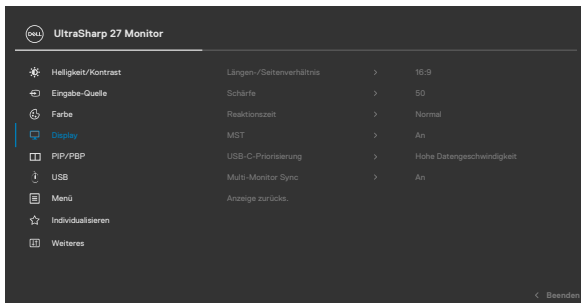 DELL UltraSharp 27 Monitor
Helligkeit/Kontrast Längen-/Seitenverhältnis > 16:9
Eingabe-Quelle Schärfe > 50
Farbe Reaktionszeit > Normal
Display MST > An
PIP/PBP USB-C-Priorisierung > Hohe Datengeschwindigkeit
USB Multi-Monitor Sync > An
Menü Anzeige zurücks.
Individualisieren
Weiteres
< Beenden